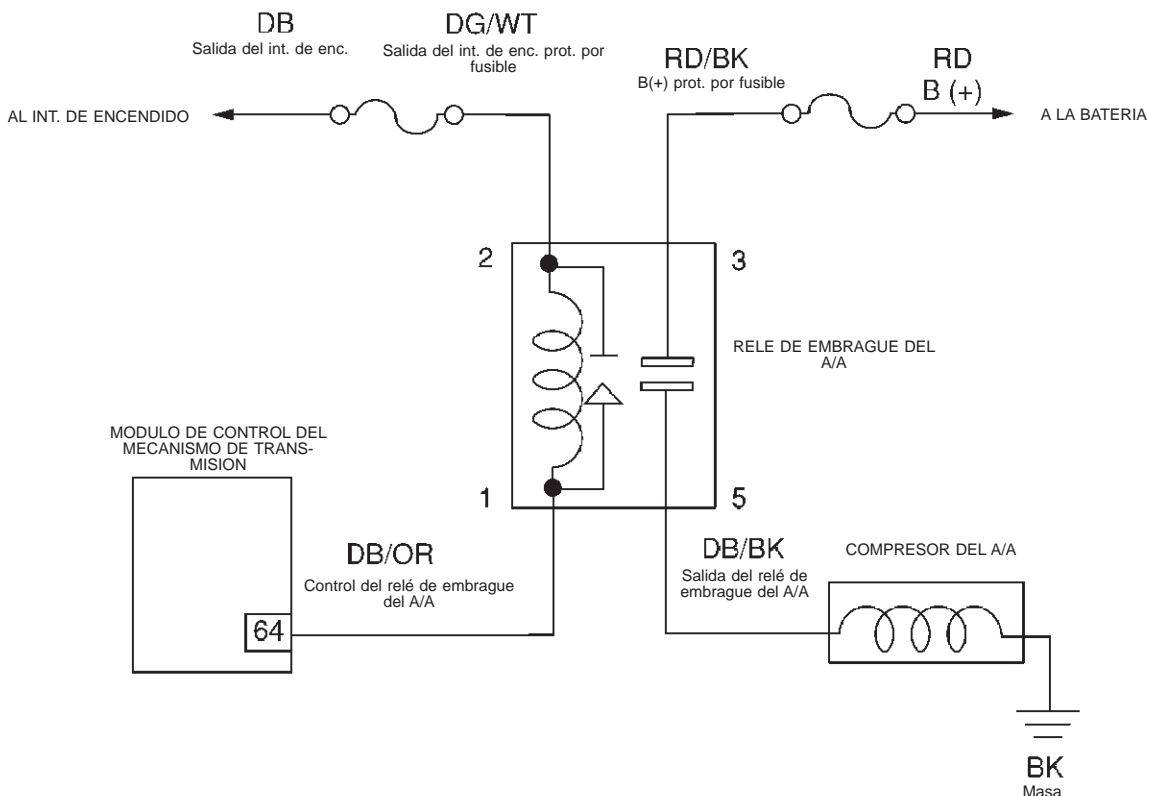 DB
Salida del int. de enc.
DG/WT
Salida del int. de enc. prot. por
fusible
RD/BK
B(+) prot. por fusible
RD
B (+)
AL INT. DE ENCENDIDO
A LA BATERIA
2
3
RELE DE EMBRAGUE DEL
A/A
MODULO DE CONTROL DEL
MECANISMO DE TRANS-
MISION
1
5
DB/OR
Control del relé de embrague
del A/A
64
DB/BK
Salida del relé de
embrague del A/A
COMPRESOR DEL A/A
BK
Masa